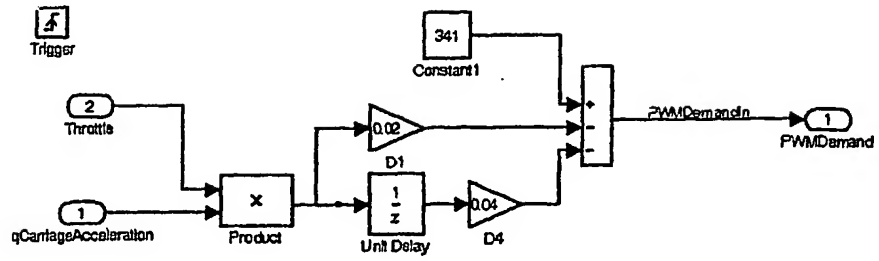 Trigger
341
Constant1
2
Throttle
0.02
D1
+
−
−
PWMDemandIn
1
PWMDemand
1
qCarriageAcceleration
×
Product
1
z
Unit Delay
0.04
D4